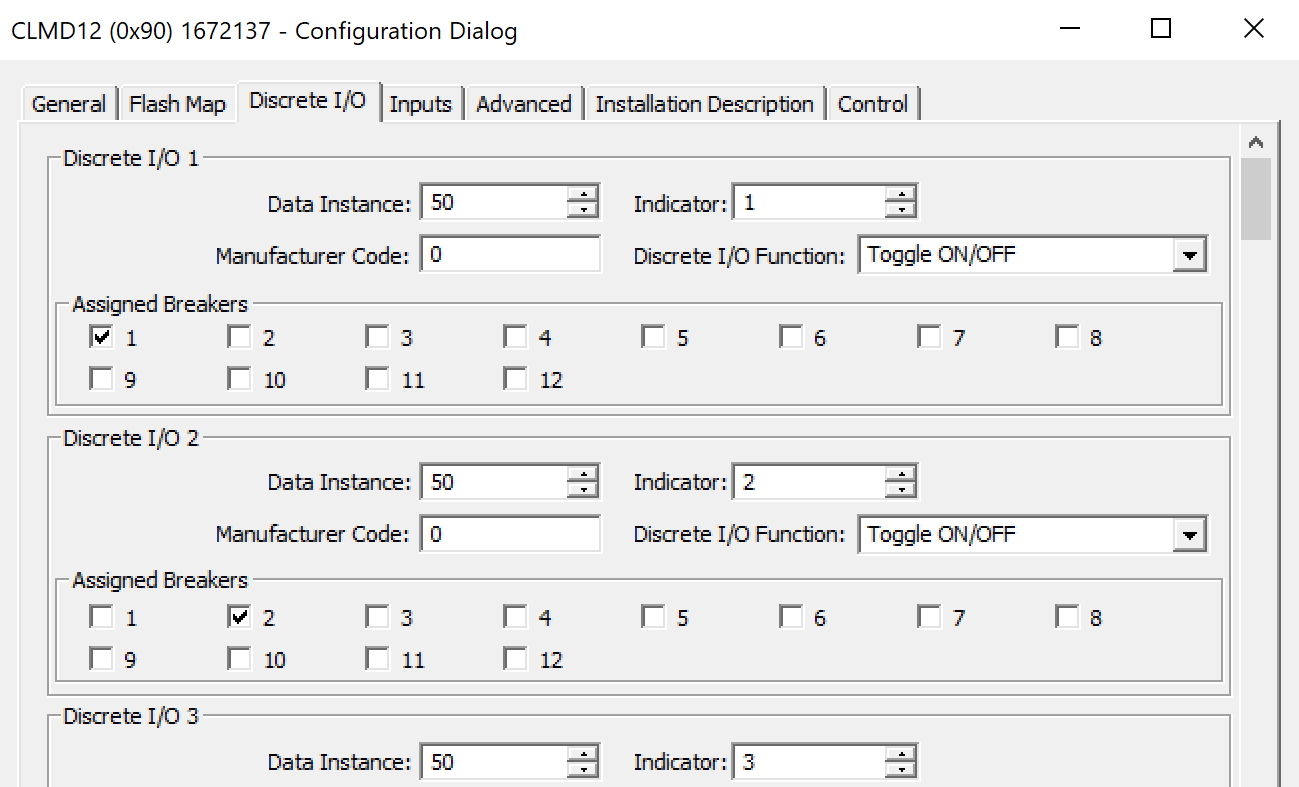 CLMD12 (0x90) 1672137 - Configuration Dialog
General Flash Map Discrete I/O Inputs Advanced Installation Description Control
Discrete I/O 1
Data Instance: 50 Indicator: 1
Manufacturer Code: 0 Discrete I/O Function: Toggle ON/OFF
Assigned Breakers
1 2 3 4 5 6 7 8
9 10 11 12
Discrete I/O 2
Data Instance: 50 Indicator: 2
Manufacturer Code: 0 Discrete I/O Function: Toggle ON/OFF
Assigned Breakers
1 2 3 4 5 6 7 8
9 10 11 12
Discrete I/O 3
Data Instance: 50 Indicator: 3